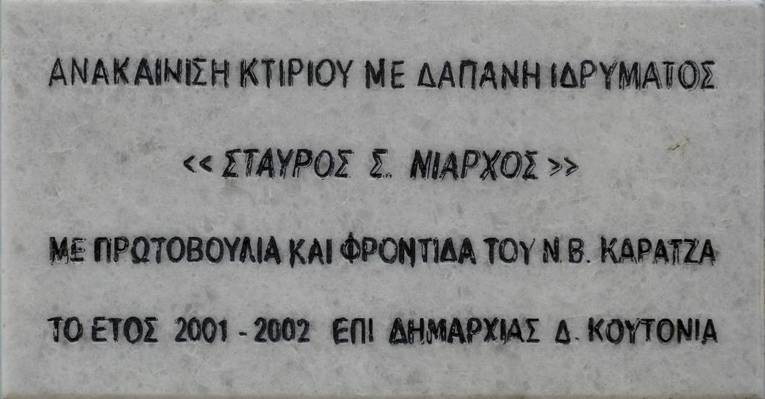 ΑΝΑΚΑΙΝΙΣΗ ΚΤΙΡΙΟΥ ΜΕ ΔΑΠΑΝΗ ΙΔΡΥΜΑΤΟΣ
<< ΣΤΑΥΡΟΣ Σ. ΝΙΑΡΧΟΣ >>
ΜΕ ΠΡΩΤΟΒΟΥΛΙΑ ΚΑΙ ΦΡΟΝΤΙΔΑ ΤΟΥ Ν.Β. ΚΑΡΑΤΖΑ
ΤΟ ΕΤΟΣ 2001 - 2002 ΕΠΙ ΔΗΜΑΡΧΙΑΣ Δ. ΚΟΥΤΟΝΙΑ